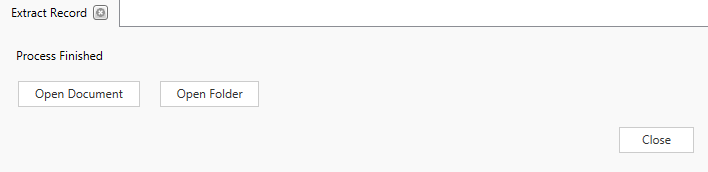 Extract Record
Process Finished
Open Document Open Folder
Close